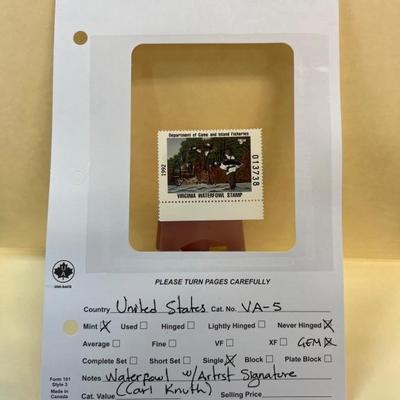 Department of Game and Inland Fisheries
1992
013738
VIRGINIA WATERFOWL STAMP
UNI-SAFE
PLEASE TURN PAGES CAREFULLY
Country United States Cat. No. VA-5
Mint Used Hinged Lightly Hinged Never Hinged
Average Fine VF XF GEM
Complete Set Short Set Single Block Plate Block
Form 101
Style 3
Made in
Canada
Notes Waterfowl w/Artist Signature
(Carl Knuth)
Cat. Value Selling Price